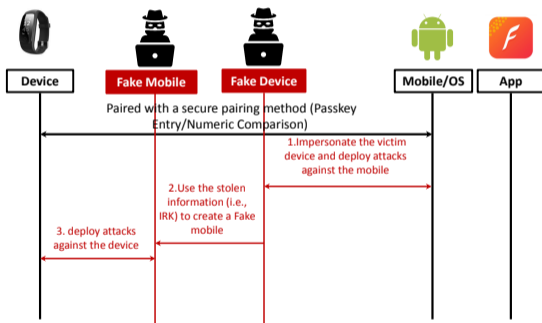 Device
Fake Mobile
Fake Device
Mobile/OS
App
Paired with a secure pairing method (Passkey
Entry/Numeric Comparison)
1.Impersonate the victim
device and deploy attacks
against the mobile
2.Use the stolen
information (i.e.,
IRK) to create a Fake
mobile
3. deploy attacks
against the device